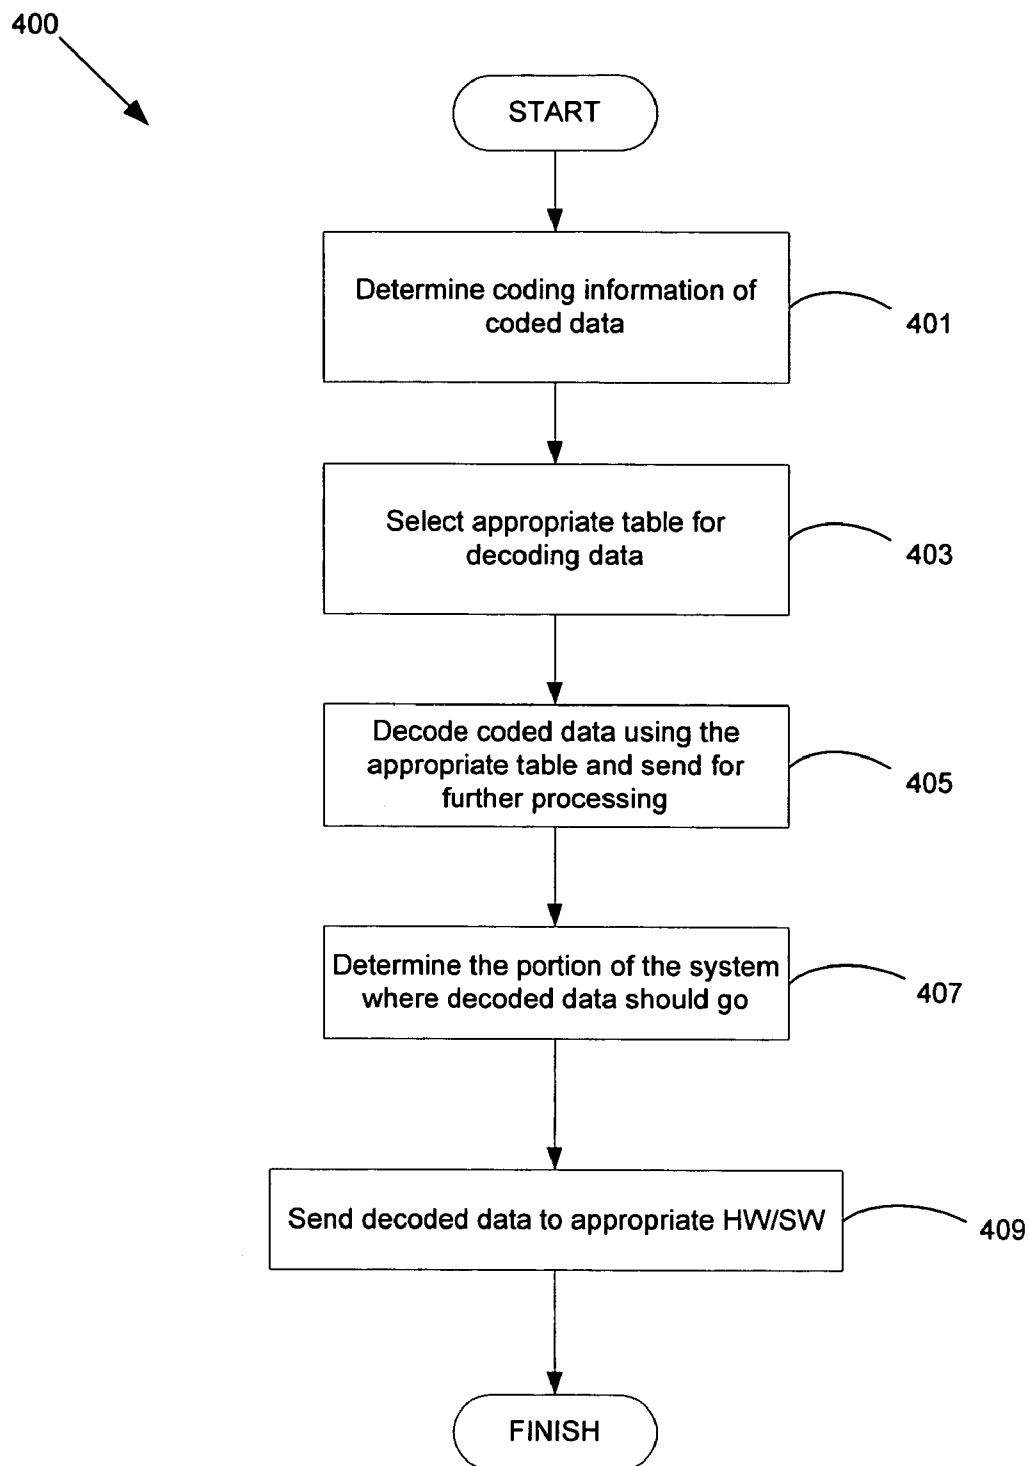 400
START
Determine coding information of
coded data
401
Select appropriate table for
decoding data
403
Decode coded data using the
appropriate table and send for
further processing
405
Determine the portion of the system
where decoded data should go
407
Send decoded data to appropriate HW/SW
409
FINISH